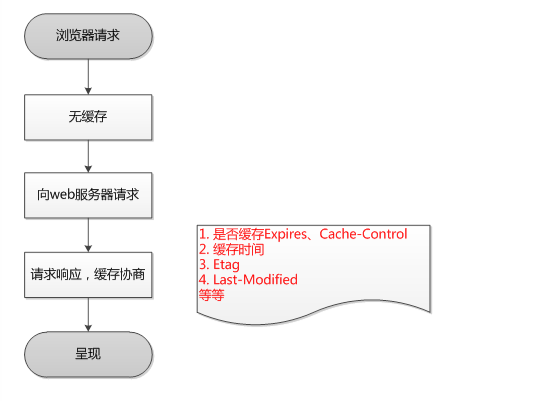 浏览器请求
无缓存
向web服务器请求
请求响应，缓存协商
呈现
1. 是否缓存Expires、Cache-Control
2. 缓存时间
3. Etag
4. Last-Modified
等等